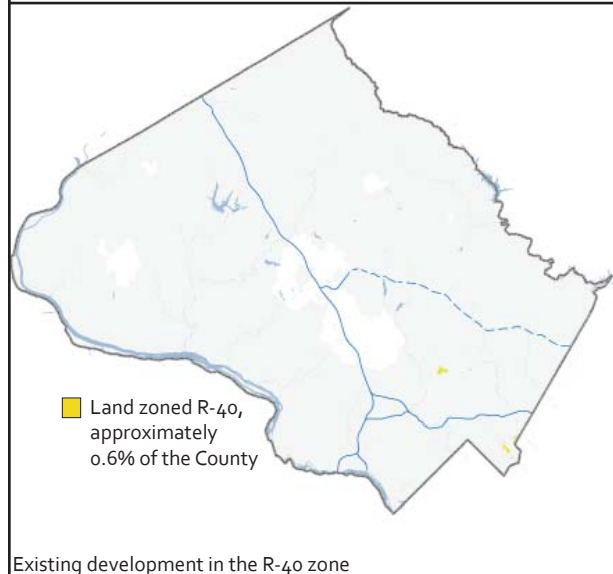 Land zoned R-40,
approximately
0.6% of the County
Existing development in the R-40 zone